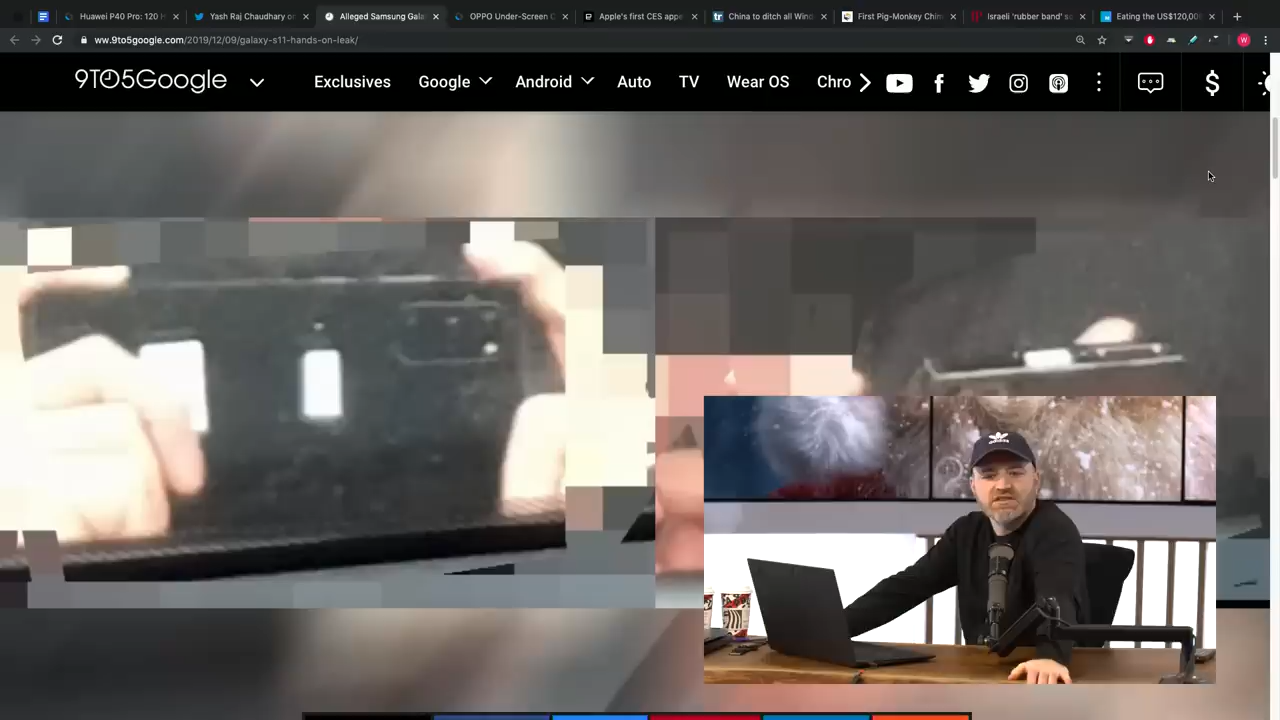 Huawei P40 Pro: 120 H
Yash Raj Chaudhary on
Alleged Samsung Gala
OPPO Under-Screen C
Apple's first CES appe
China to ditch all Wind
First Pig-Monkey Chim
Israeli 'rubber band' so
Eating the US$120,00
ww.9to5google.com/2019/12/09/galaxy-s11-hands-on-leak/
9TO5Google
Exclusives
Google
Android
Auto
TV
Wear OS
Chro